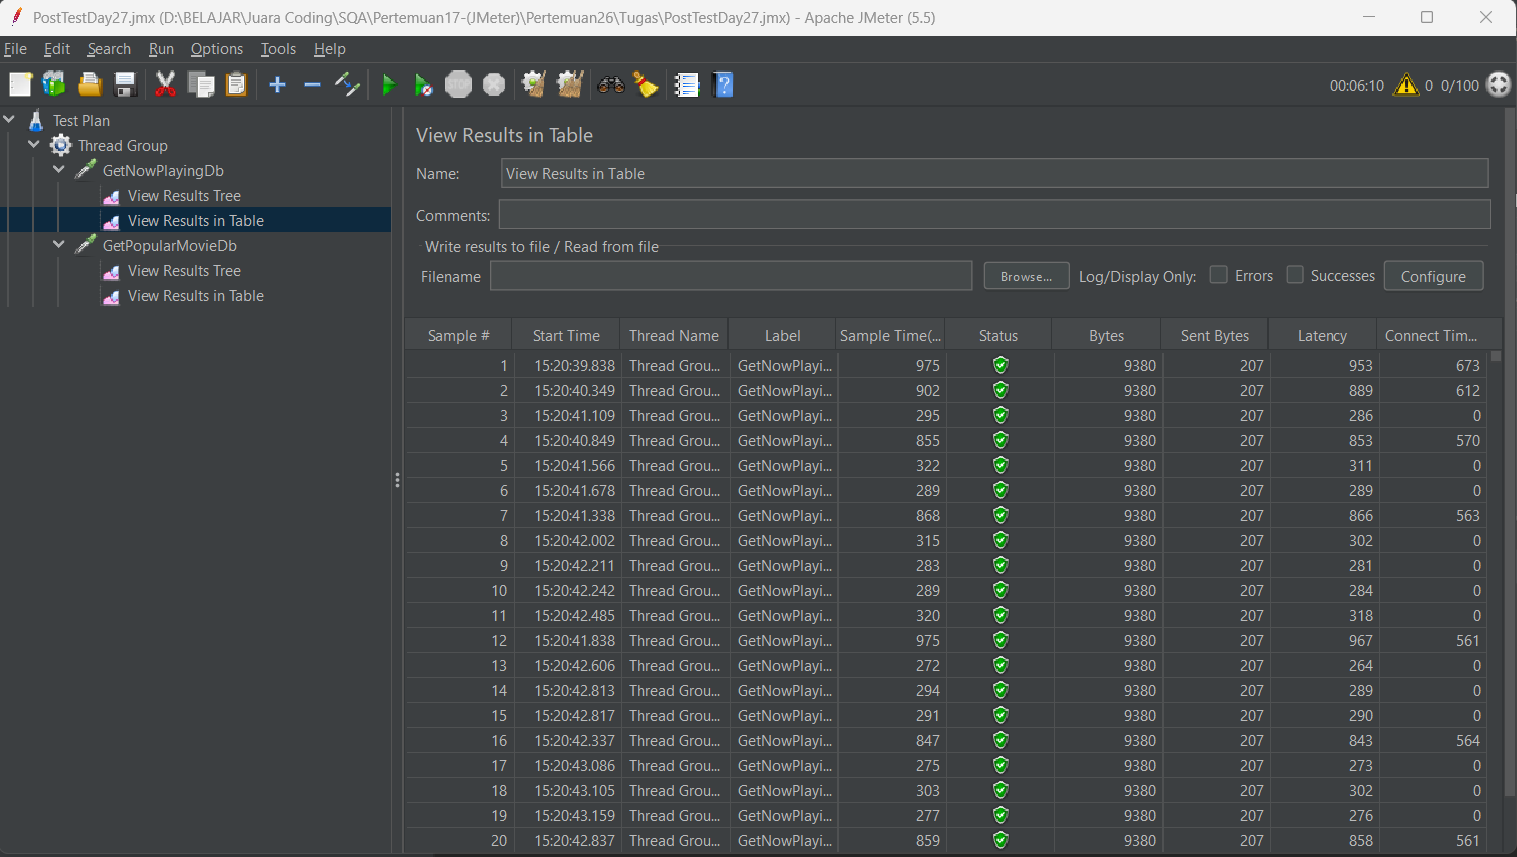 PostTestDay27.jmx (D:\BELAJAR\Juara Coding\SQA\Pertemuan17-(JMeter)\Pertemuan26\Tugas\PostTestDay27.jmx) - Apache JMeter (5.5)
File Edit Search Run Options Tools Help
STOP 00:06:10 0 0/100
Test Plan
Thread Group
GetNowPlayingDb
View Results Tree
View Results in Table
GetPopularMovieDb
View Results Tree
View Results in Table
View Results in Table
Name: View Results in Table
Comments:
Write results to file / Read from file
Filename Browse... Log/Display Only: Errors Successes Configure
Sample # Start Time Thread Name Label Sample Time(... Status Bytes Sent Bytes Latency Connect Tim...
1 15:20:39.838 Thread Grou... GetNowPlayi... 975 9380 207 953 673
2 15:20:40.349 Thread Grou... GetNowPlayi... 902 9380 207 889 612
3 15:20:41.109 Thread Grou... GetNowPlayi... 295 9380 207 286 0
4 15:20:40.849 Thread Grou... GetNowPlayi... 855 9380 207 853 570
5 15:20:41.566 Thread Grou... GetNowPlayi... 322 9380 207 311 0
6 15:20:41.678 Thread Grou... GetNowPlayi... 289 9380 207 289 0
7 15:20:41.338 Thread Grou... GetNowPlayi... 868 9380 207 866 563
8 15:20:42.002 Thread Grou... GetNowPlayi... 315 9380 207 302 0
9 15:20:42.211 Thread Grou... GetNowPlayi... 283 9380 207 281 0
10 15:20:42.242 Thread Grou... GetNowPlayi... 289 9380 207 284 0
11 15:20:42.485 Thread Grou... GetNowPlayi... 320 9380 207 318 0
12 15:20:41.838 Thread Grou... GetNowPlayi... 975 9380 207 967 561
13 15:20:42.606 Thread Grou... GetNowPlayi... 272 9380 207 264 0
14 15:20:42.813 Thread Grou... GetNowPlayi... 294 9380 207 289 0
15 15:20:42.817 Thread Grou... GetNowPlayi... 291 9380 207 290 0
16 15:20:42.337 Thread Grou... GetNowPlayi... 847 9380 207 843 564
17 15:20:43.086 Thread Grou... GetNowPlayi... 275 9380 207 273 0
18 15:20:43.105 Thread Grou... GetNowPlayi... 303 9380 207 302 0
19 15:20:43.159 Thread Grou... GetNowPlayi... 277 9380 207 276 0
20 15:20:42.837 Thread Grou... GetNowPlayi... 859 9380 207 858 561